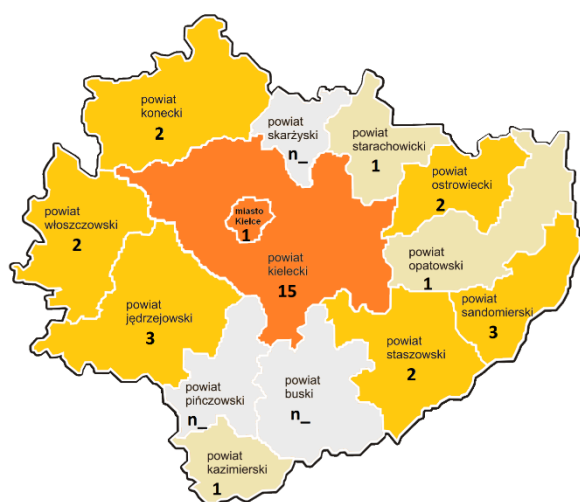 powiat
konecki
2
powiat
skarżyski
n_
powiat
starachowicki
1
powiat
ostrowiecki
2
powiat
włoszczowski
2
miasto
Kielce
1
powiat
kielecki
15
powiat
opatowski
1
powiat
jędrzejowski
3
powiat
sandomierski
3
powiat
staszowski
2
powiat
pińczowski
n_
powiat
buski
n_
powiat
kazimierski
1